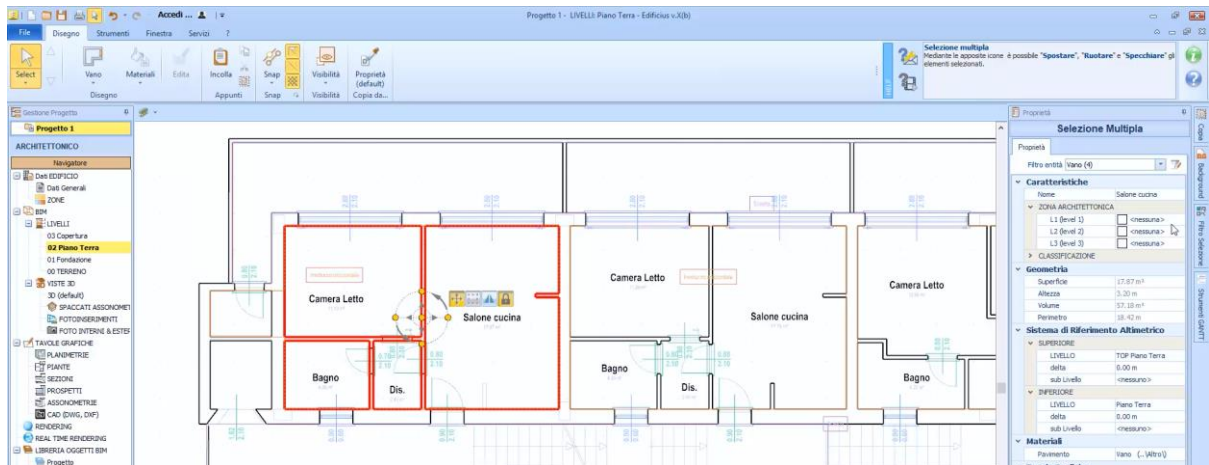 Accedi ...
Progetto 1 - LIVELLI: Piano Terra - Edificius v.X(b)
File Disegno Strumenti Finestra Servizi ?
Select
Vano
Materiali
Edita
Incolla
Snap
Visibilità
Proprietà
(default)
Disegno
Appunti
Snap
Visibilità
Copia da...
HELP
Selezione multipla
Mediante le apposite icone è possibile "Spostare", "Ruotare" e "Specchiare" gli
elementi selezionati.
Gestione Progetto
Progetto 1
ARCHITETTONICO
Navigatore
Dati EDIFICIO
Dati Generali
ZONE
BIM
LIVELLI
03 Copertura
02 Piano Terra
01 Fondazione
00 TERRENO
VISTE 3D
3D (default)
SPACCATI ASSONOMET
FOTOINSERIMENTI
FOTO INTERNI & ESTER
TAVOLE GRAFICHE
PLANIMETRIE
PIANTE
SEZIONI
PROSPETTI
ASSONOMETRIE
CAD (DWG, DXF)
RENDERING
REAL TIME RENDERING
LIBRERIA OGGETTI BIM
Progetto
Camera Letto
Salone cucina
Bagno
Dis.
Camera Letto
Salone cucina
Bagno
Dis.
Camera Letto
Bagno
Proprietà
Selezione Multipla
Proprietà
Filtro entità Vano (4)
Caratteristiche
Nome Salone cucina
ZONA ARCHITETTONICA
L1 (level 1) <nessuna>
L2 (level 2) <nessuna>
L3 (level 3) <nessuna>
CLASSIFICAZIONE
Geometria
Superficie 17.87 m²
Altezza 3.20 m
Volume 57.18 m³
Perimetro 18.42 m
Sistema di Riferimento Altimetrico
SUPERIORE
LIVELLO TOP Piano Terra
delta 0.00 m
sub Livello <nessuno>
INFERIORE
LIVELLO Piano Terra
delta 0.00 m
sub Livello <nessuno>
Materiali
Pavimento Vano (...\Altro\)
Copia
Background
Filtro Selezione
Strumenti GANTT